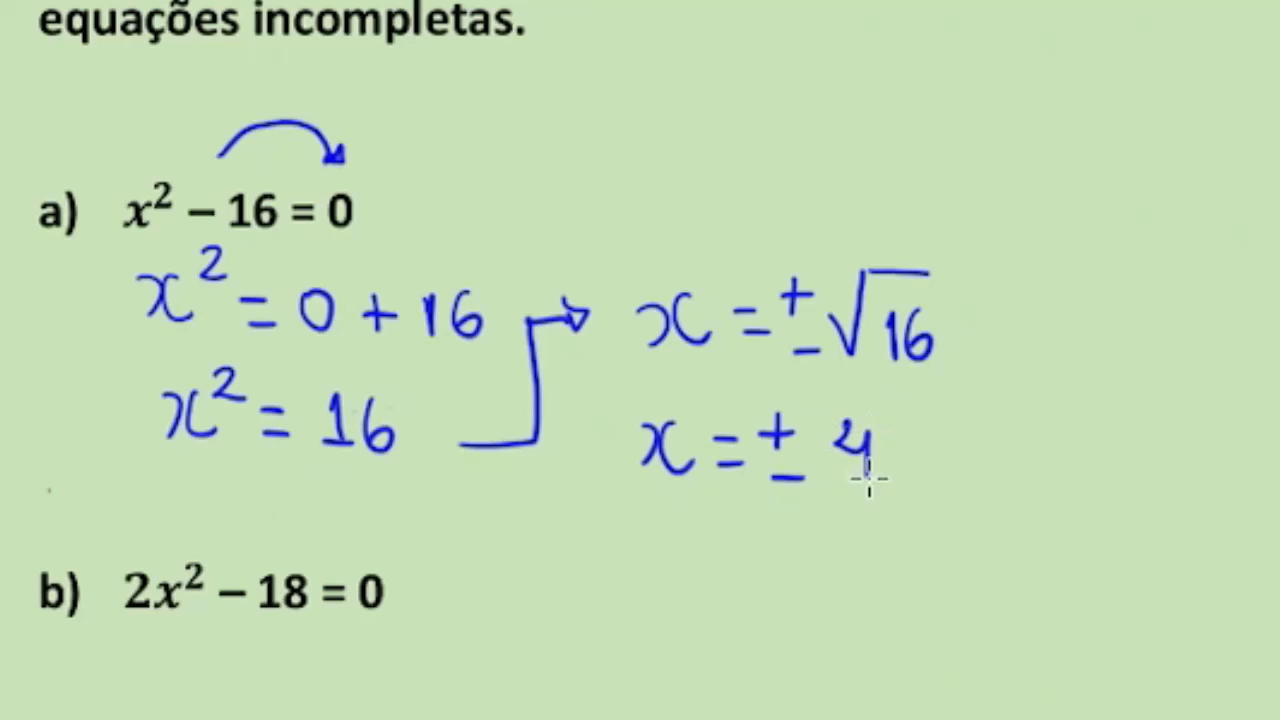 equações incompletas.
a) x² – 16 = 0
x² = 0 + 16
x² = 16
x = ± √16
x = ± 4
b) 2x² – 18 = 0